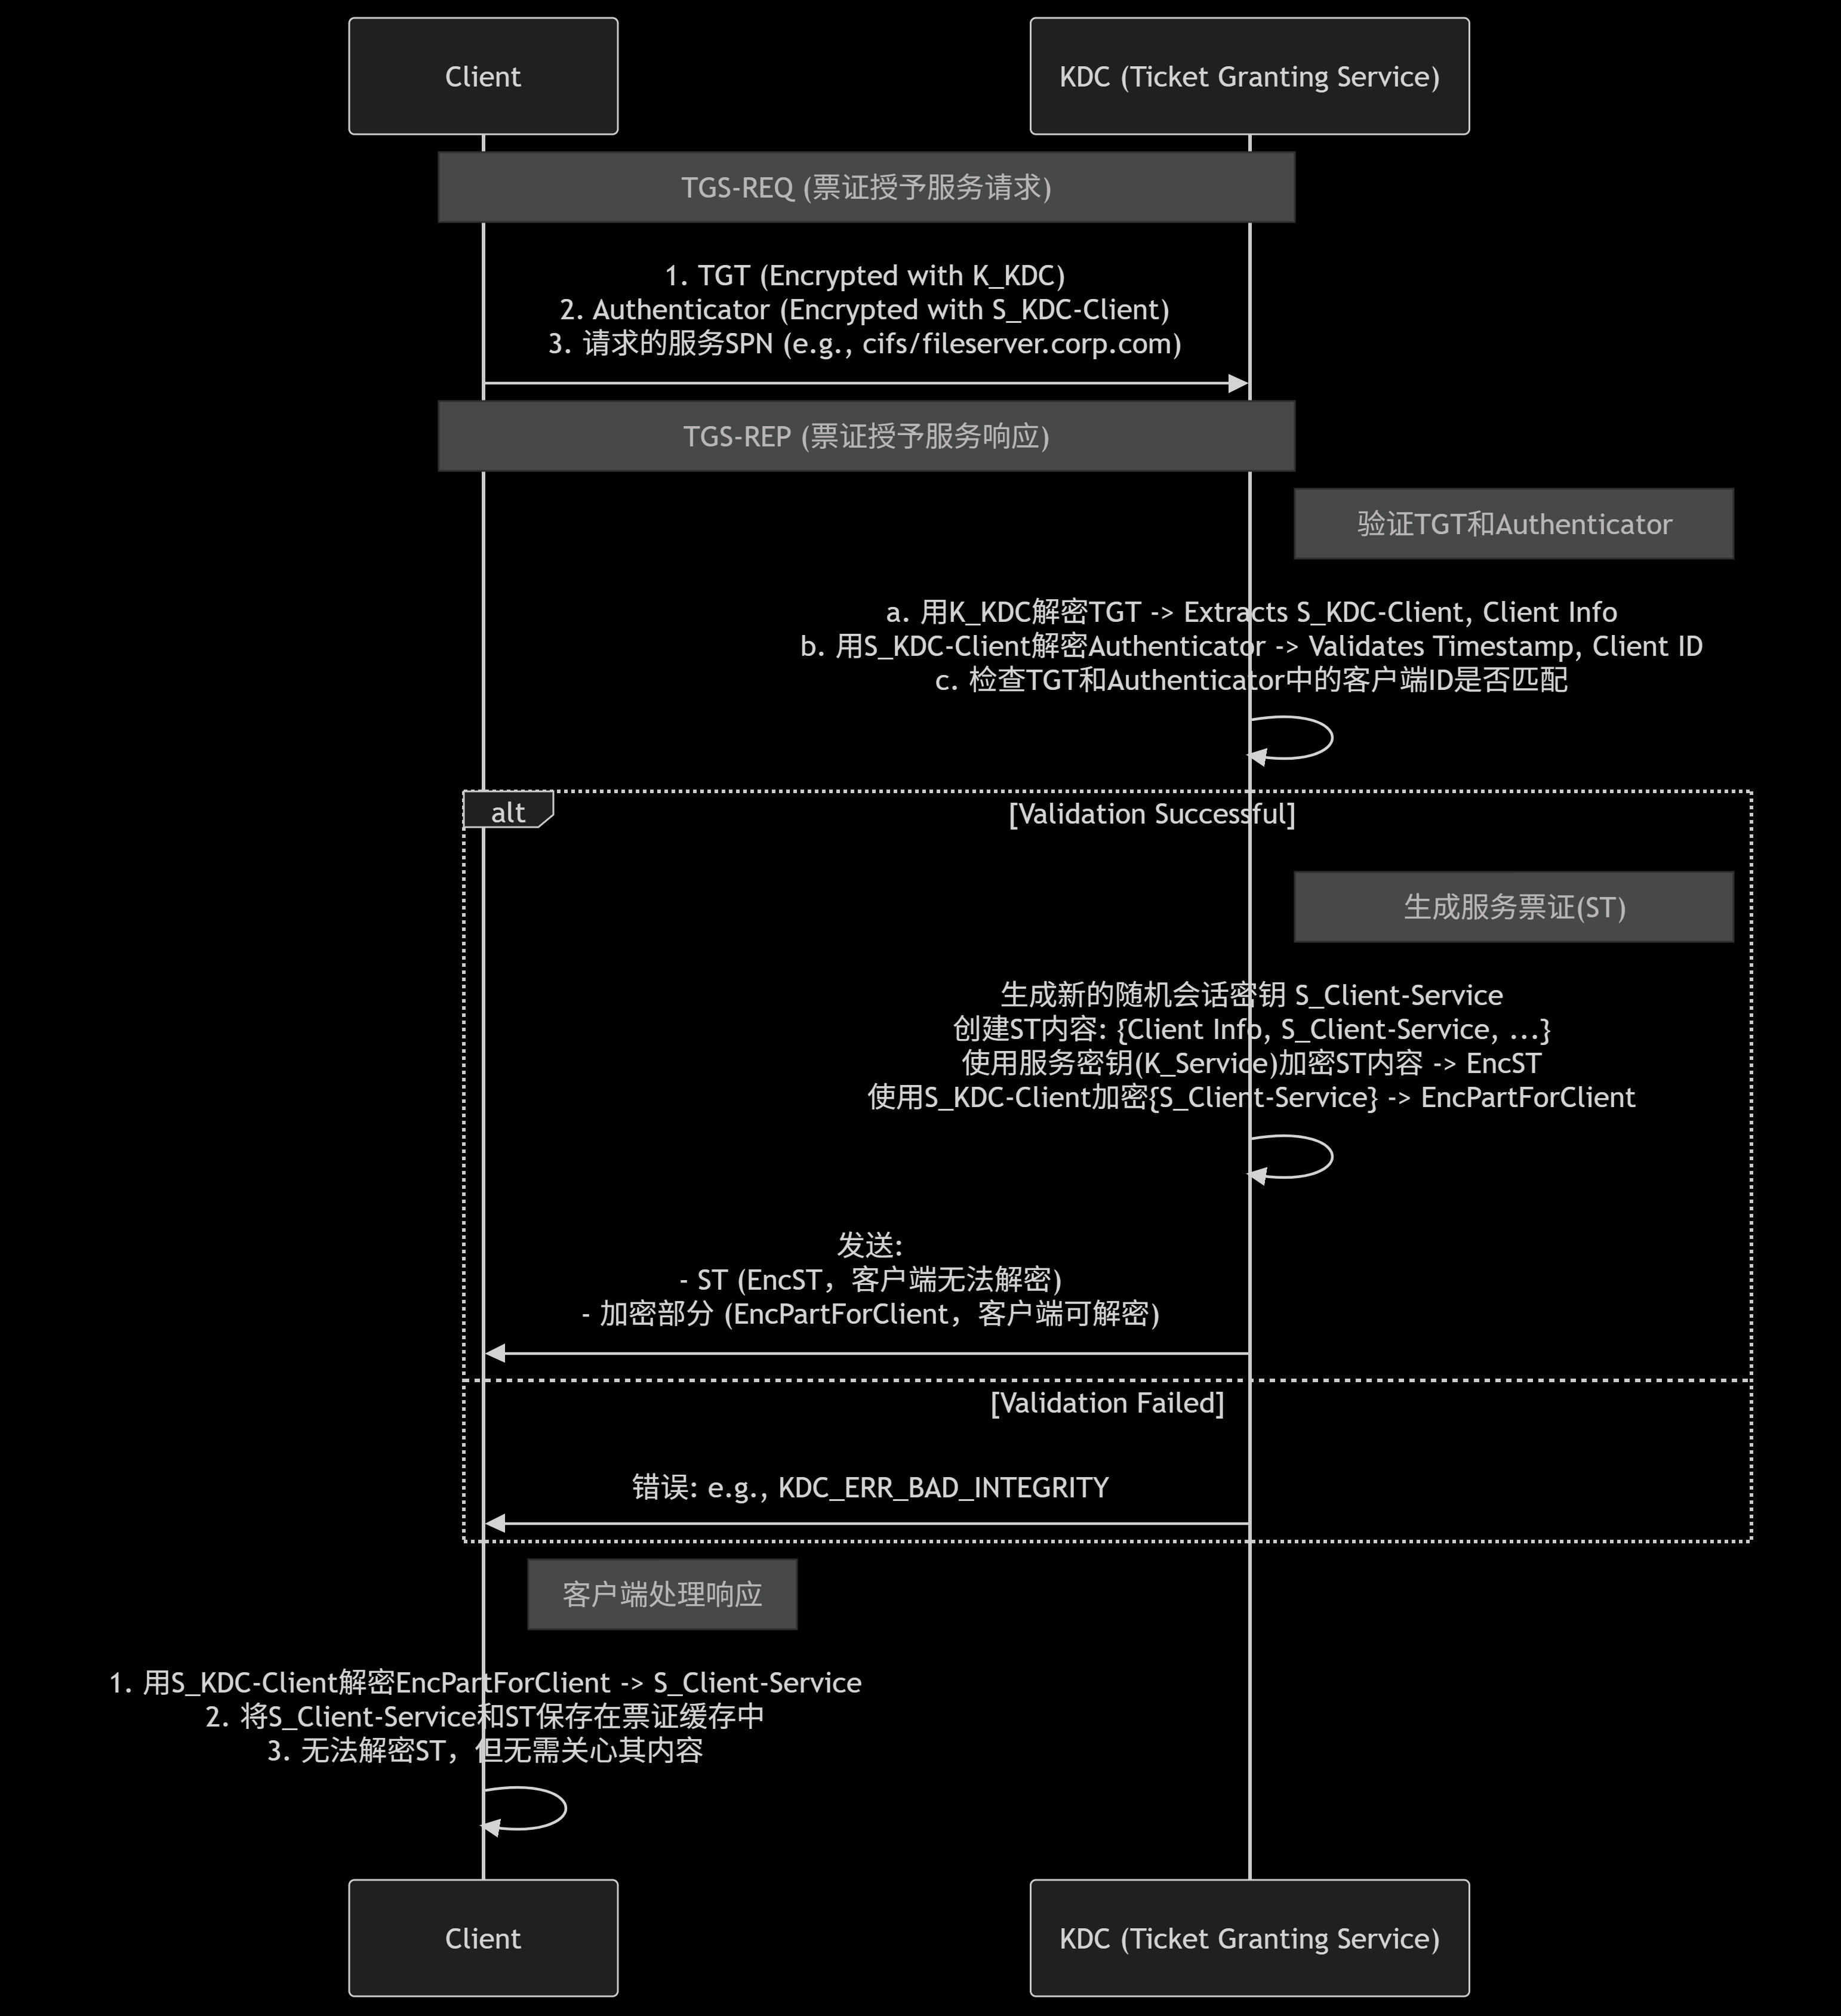 Client
KDC (Ticket Granting Service)
TGS-REQ (票证授予服务请求)
1. TGT (Encrypted with K_KDC)
2. Authenticator (Encrypted with S_KDC-Client)
3. 请求的服务SPN (e.g., cifs/fileserver.corp.com)
TGS-REP (票证授予服务响应)
验证TGT和Authenticator
a. 用K_KDC解密TGT -> Extracts S_KDC-Client, Client Info
b. 用S_KDC-Client解密Authenticator -> Validates Timestamp, Client ID
c. 检查TGT和Authenticator中的客户端ID是否匹配
alt
[Validation Successful]
生成服务票证(ST)
生成新的随机会话密钥 S_Client-Service
创建ST内容: {Client Info, S_Client-Service, ...}
使用服务密钥(K_Service)加密ST内容 -> EncST
使用S_KDC-Client加密{S_Client-Service} -> EncPartForClient
发送:
- ST (EncST，客户端无法解密)
- 加密部分 (EncPartForClient，客户端可解密)
[Validation Failed]
错误: e.g., KDC_ERR_BAD_INTEGRITY
客户端处理响应
1. 用S_KDC-Client解密EncPartForClient -> S_Client-Service
2. 将S_Client-Service和ST保存在票证缓存中
3. 无法解密ST，但无需关心其内容
Client
KDC (Ticket Granting Service)